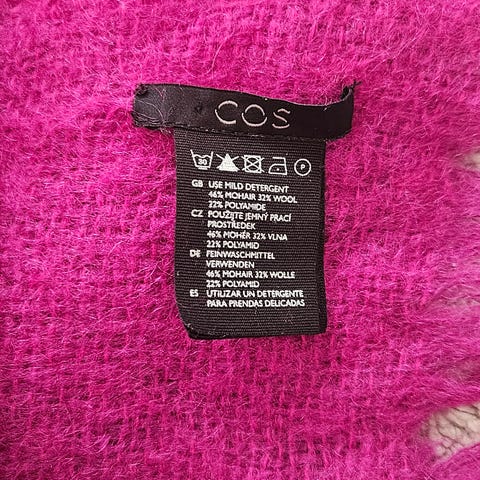 COS
30 P
GB USE MILD DETERGENT
46% MOHAIR 32% WOOL
22% POLYAMIDE
CZ POUŽIJTE JEMNÝ PRACÍ
PROSTŘEDEK
46% MOHÉR 32% VLNA
22% POLYAMID
DE FEINWASCHMITTEL
VERWENDEN
46% MOHAIR 32% WOLLE
22% POLYAMID
ES UTILIZAR UN DETERGENTE
PARA PRENDAS DELICADAS